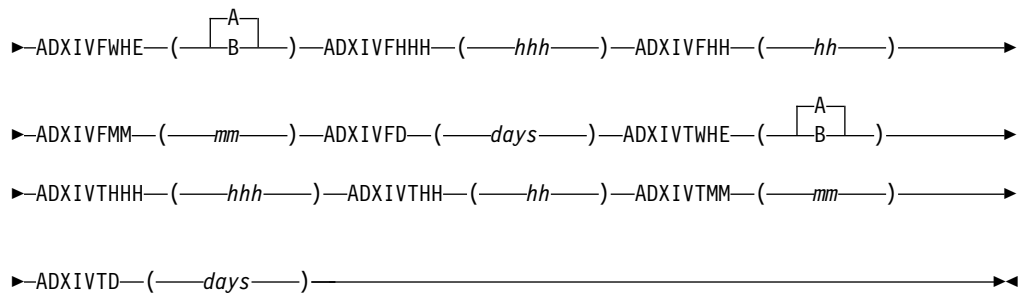 A
ADXIVFWHE ( B ) ADXIVFHHH ( hhh ) ADXIVFHH ( hh )
A
ADXIVFMM ( mm ) ADXIVFD ( days ) ADXIVTWHE ( B )
ADXIVTHHH ( hhh ) ADXIVTHH ( hh ) ADXIVTMM ( mm )
ADXIVTD ( days )